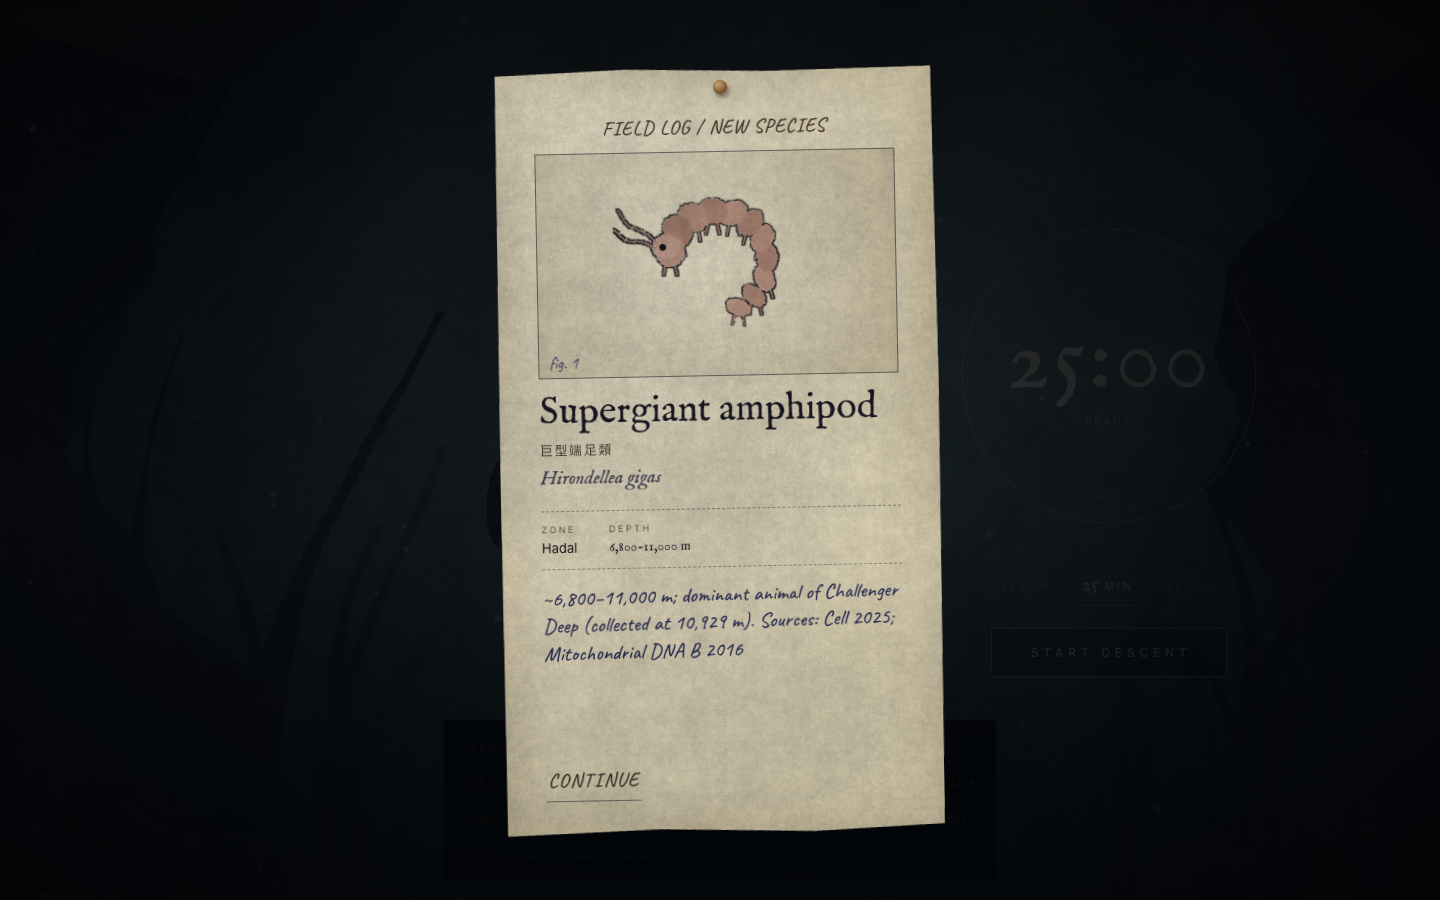 FIELD LOG / NEW SPECIES
fig. 1
Supergiant amphipod
巨型端足類
Hirondellea gigas
ZONE DEPTH
Hadal 6,800–11,000 m
~6,800–11,000 m; dominant animal of Challenger
Deep (collected at 10,929 m). Sources: Cell 2025;
Mitochondrial DNA B 2016
CONTINUE
25:00
READY
25 MIN
START DESCENT